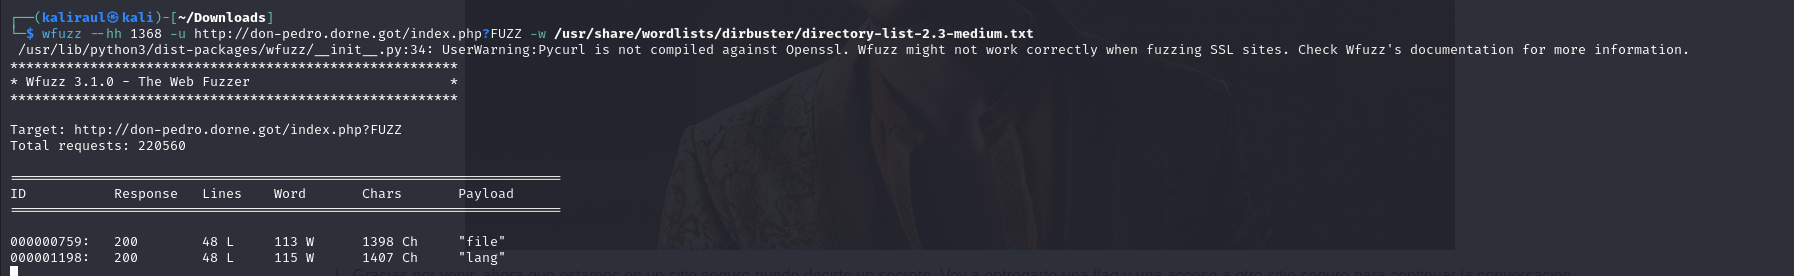 ┌──(kaliraul㉿kali)-[~/Downloads]
└─$ wfuzz --hh 1368 -u http://don-pedro.dorne.got/index.php?FUZZ -w /usr/share/wordlists/dirbuster/directory-list-2.3-medium.txt
/usr/lib/python3/dist-packages/wfuzz/__init__.py:34: UserWarning:Pycurl is not compiled against Openssl. Wfuzz might not work correctly when fuzzing SSL sites. Check Wfuzz's documentation for more information.
********************************************************
* Wfuzz 3.1.0 - The Web Fuzzer                         *
********************************************************
Target: http://don-pedro.dorne.got/index.php?FUZZ
Total requests: 220560
=====================================================================
ID           Response   Lines    Word       Chars       Payload
=====================================================================
000000759:   200        48 L     113 W      1398 Ch     "file"
000001198:   200        48 L     115 W      1407 Ch     "lang"